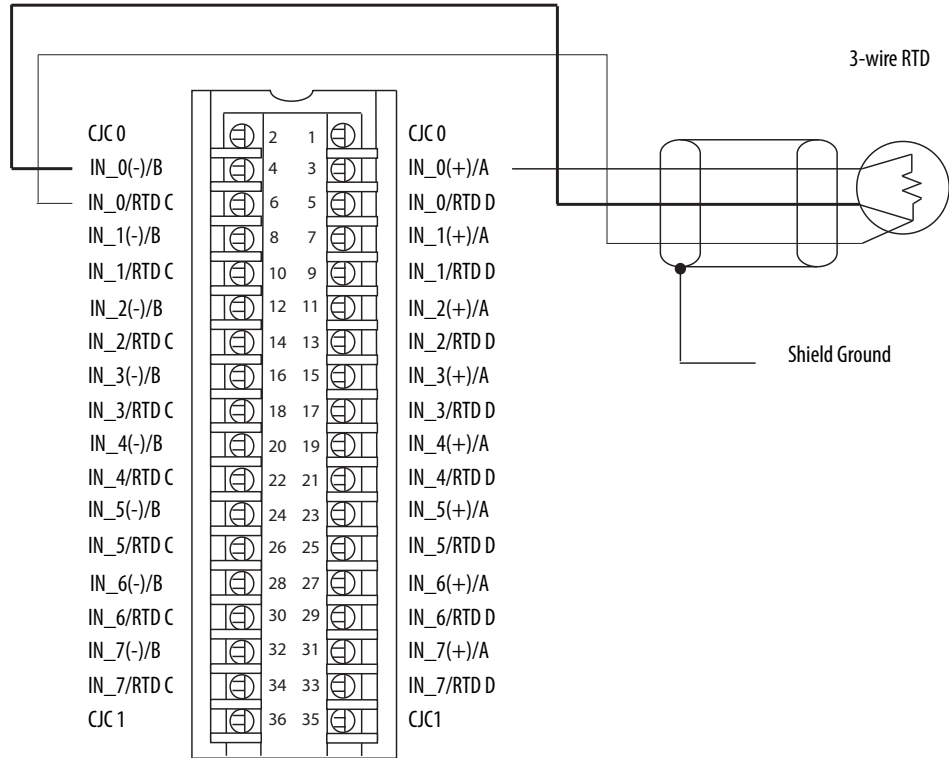 3-wire RTD
CJC 0 2 1 CJC 0
IN_0(-)/B 4 3 IN_0(+)/A
IN_0/RTD C 6 5 IN_0/RTD D
IN_1(-)/B 8 7 IN_1(+)/A
IN_1/RTD C 10 9 IN_1/RTD D
IN_2(-)/B 12 11 IN_2(+)/A
IN_2/RTD C 14 13 IN_2/RTD D
Shield Ground
IN_3(-)/B 16 15 IN_3(+)/A
IN_3/RTD C 18 17 IN_3/RTD D
IN_4(-)/B 20 19 IN_4(+)/A
IN_4/RTD C 22 21 IN_4/RTD D
IN_5(-)/B 24 23 IN_5(+)/A
IN_5/RTD C 26 25 IN_5/RTD D
IN_6(-)/B 28 27 IN_6(+)/A
IN_6/RTD C 30 29 IN_6/RTD D
IN_7(-)/B 32 31 IN_7(+)/A
IN_7/RTD C 34 33 IN_7/RTD D
CJC 1 36 35 CJC1